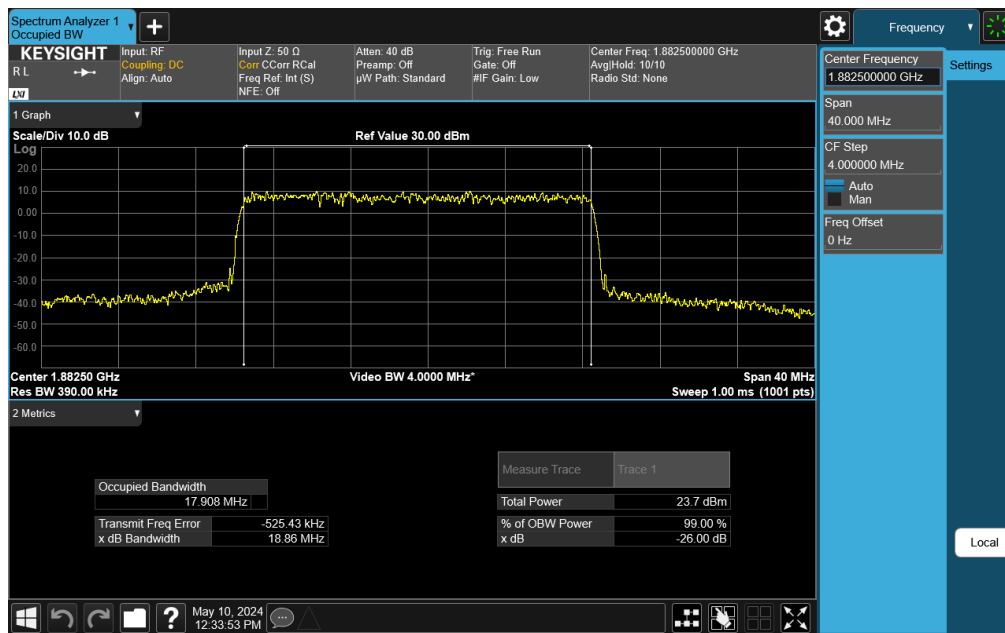 Spectrum Analyzer 1
Occupied BW
Frequency
KEYSIGHT
R L
LXI
Input: RF
Coupling: DC
Align: Auto
Input Z: 50 Ω
Corr CCorr RCal
Freq Ref: Int (S)
NFE: Off
Atten: 40 dB
Preamp: Off
µW Path: Standard
Trig: Free Run
Gate: Off
#IF Gain: Low
Center Freq: 1.882500000 GHz
Avg|Hold: 10/10
Radio Std: None
Center Frequency
1.882500000 GHz
Settings
Span
40.000 MHz
CF Step
4.000000 MHz
Auto
Man
Freq Offset
0 Hz
1 Graph
Scale/Div 10.0 dB
Ref Value 30.00 dBm
Log
20.0
10.0
0.00
-10.0
-20.0
-30.0
-40.0
-50.0
-60.0
Center 1.88250 GHz
Video BW 4.0000 MHz*
Span 40 MHz
Res BW 390.00 kHz
Sweep 1.00 ms (1001 pts)
2 Metrics
Measure Trace
Trace 1
Occupied Bandwidth
17.908 MHz
Total Power
23.7 dBm
Transmit Freq Error
-525.43 kHz
% of OBW Power
99.00 %
x dB Bandwidth
18.86 MHz
x dB
-26.00 dB
Local
?
May 10, 2024
12:33:53 PM